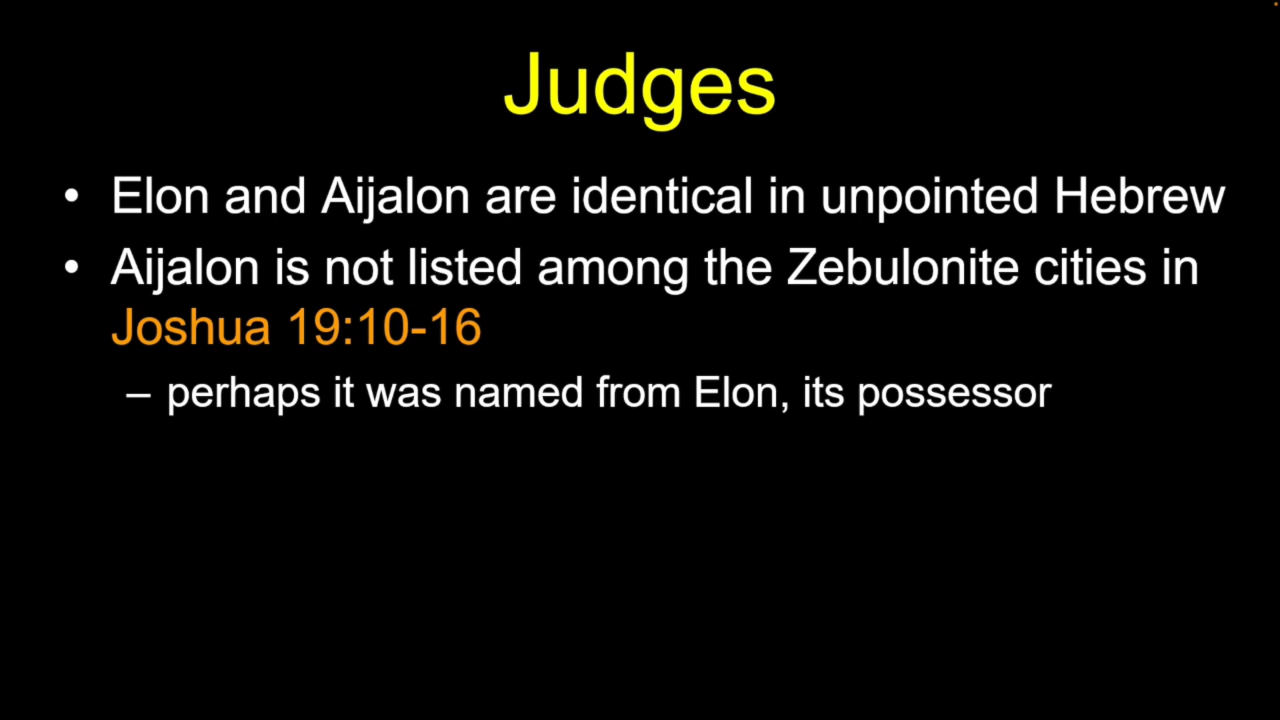 Judges
• Elon and Aijalon are identical in unpointed Hebrew
• Aijalon is not listed among the Zebulonite cities in
Joshua 19:10-16
– perhaps it was named from Elon, its possessor